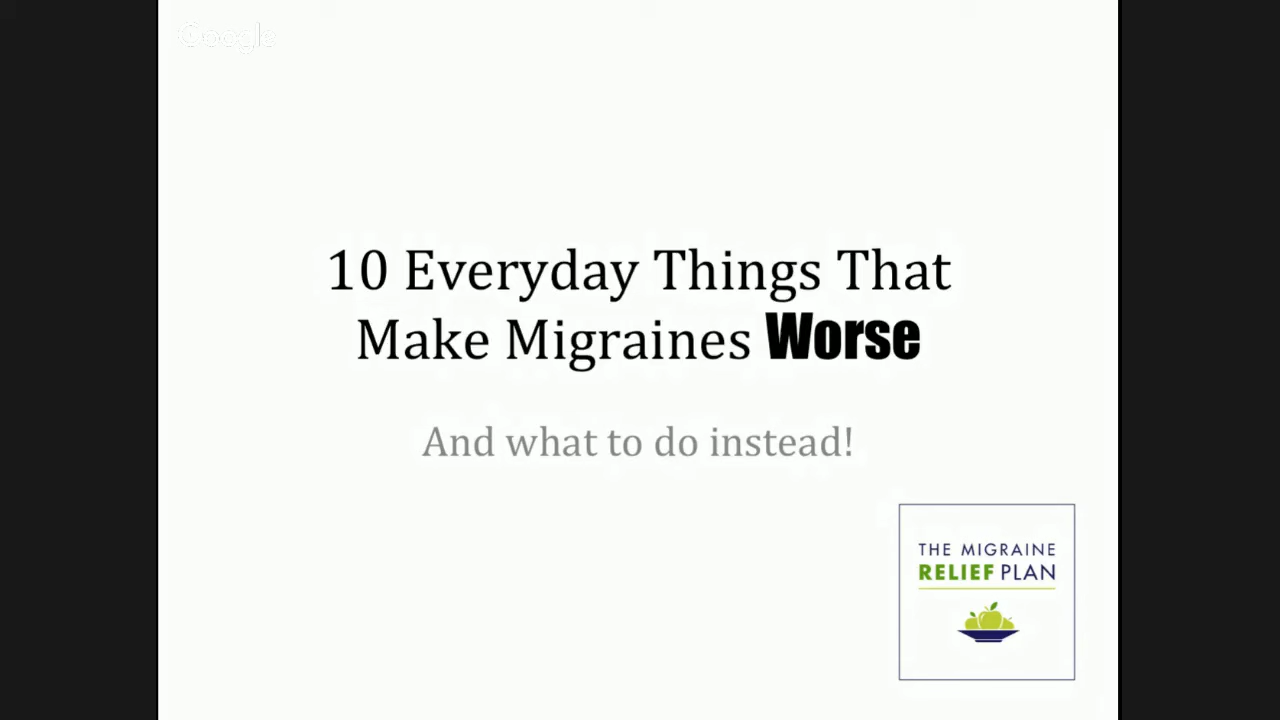 Google
10 Everyday Things That
Make Migraines Worse
And what to do instead!
THE MIGRAINE
RELIEF PLAN